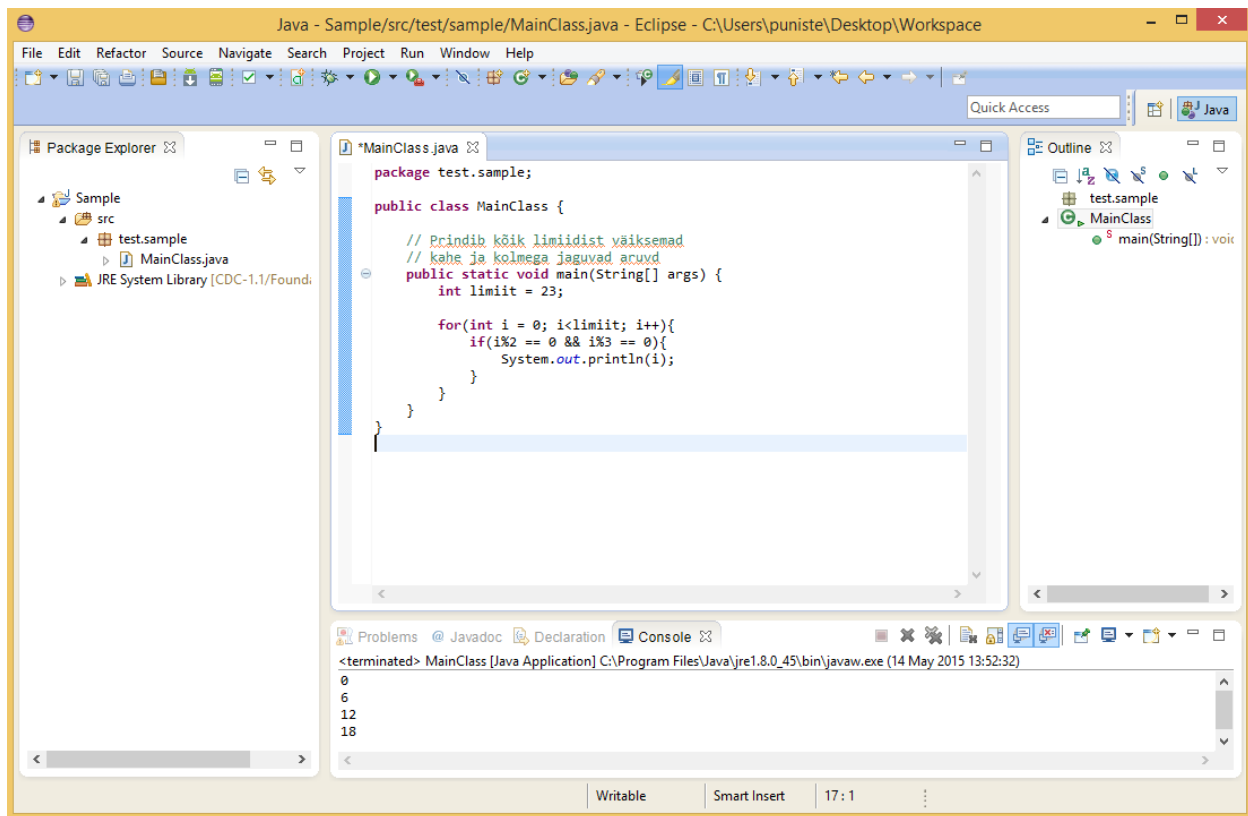 Java - Sample/src/test/sample/MainClass.java - Eclipse - C:\Users\puniste\Desktop\Workspace
File Edit Refactor Source Navigate Search Project Run Window Help
Quick Access
Java
Package Explorer
Sample
src
test.sample
MainClass.java
JRE System Library [CDC-1.1/Founda
*MainClass.java
package test.sample;
public class MainClass {
// Prindib kõik limiidist väiksemad
// kahe ja kolmega jaguvad aruvd
public static void main(String[] args) {
int limiit = 23;
for(int i = 0; i<limiit; i++){
if(i%2 == 0 && i%3 == 0){
System.out.println(i);
}
}
}
}
Outline
test.sample
MainClass
main(String[]) : void
Problems @ Javadoc Declaration Console
<terminated> MainClass [Java Application] C:\Program Files\Java\jre1.8.0_45\bin\javaw.exe (14 May 2015 13:52:32)
0
6
12
18
Writable Smart Insert 17 : 1